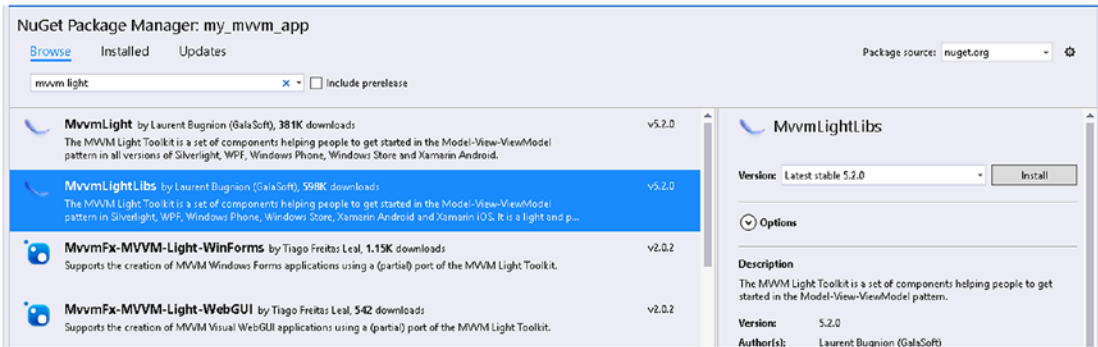 NuGet Package Manager: my_mvvm_app
Browse Installed Updates
Package source: nuget.org
mvvm light
Include prerelease
MvvmLight by Laurent Bugnion (GalaSoft), 381K downloads v5.2.0
The MVVM Light Toolkit is a set of components helping people to get started in the Model-View-ViewModel
pattern in all versions of Silverlight, WPF, Windows Phone, Windows Store and Xamarin Android.
MvvmLightLibs by Laurent Bugnion (GalaSoft), 598K downloads v5.2.0
The MVVM Light Toolkit is a set of components helping people to get started in the Model-View-ViewModel
pattern in Silverlight, WPF, Windows Phone, Windows Store, Xamarin Android and Xamarin iOS. It is a light and p...
MvvmFx-MVVM-Light-WinForms by Tiago Freitas Leal, 1.15K downloads v2.0.2
Supports the creation of MVVM Windows Forms applications using a (partial) port of the MVVM Light Toolkit.
MvvmFx-MVVM-Light-WebGUI by Tiago Freitas Leal, 542 downloads v2.0.2
Supports the creation of MVVM Visual WebGUI applications using a (partial) port of the MVVM Light Toolkit.
MvvmLightLibs
Version: Latest stable 5.2.0 Install
Options
Description
The MVVM Light Toolkit is a set of components helping people to get
started in the Model-View-ViewModel pattern.
Version: 5.2.0
Author(s): Laurent Bugnion (GalaSoft)